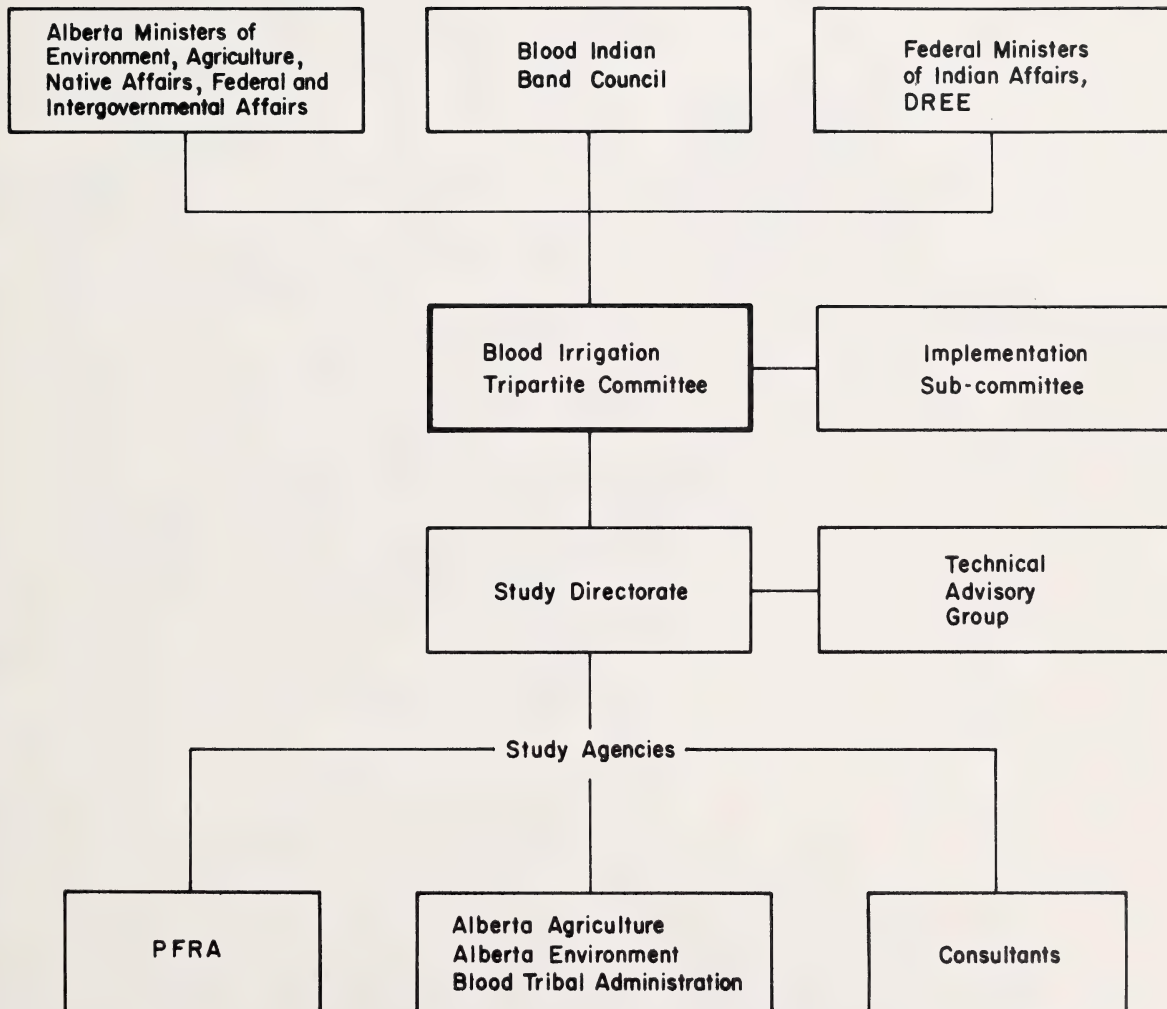 Alberta Ministers of
Environment, Agriculture,
Native Affairs, Federal and
Intergovernmental Affairs
Blood Indian
Band Council
Federal Ministers
of Indian Affairs,
DREE
Blood Irrigation
Tripartite Committee
Implementation
Sub-committee
Study Directorate
Technical
Advisory
Group
Study Agencies
PFRA
Alberta Agriculture
Alberta Environment
Blood Tribal Administration
Consultants